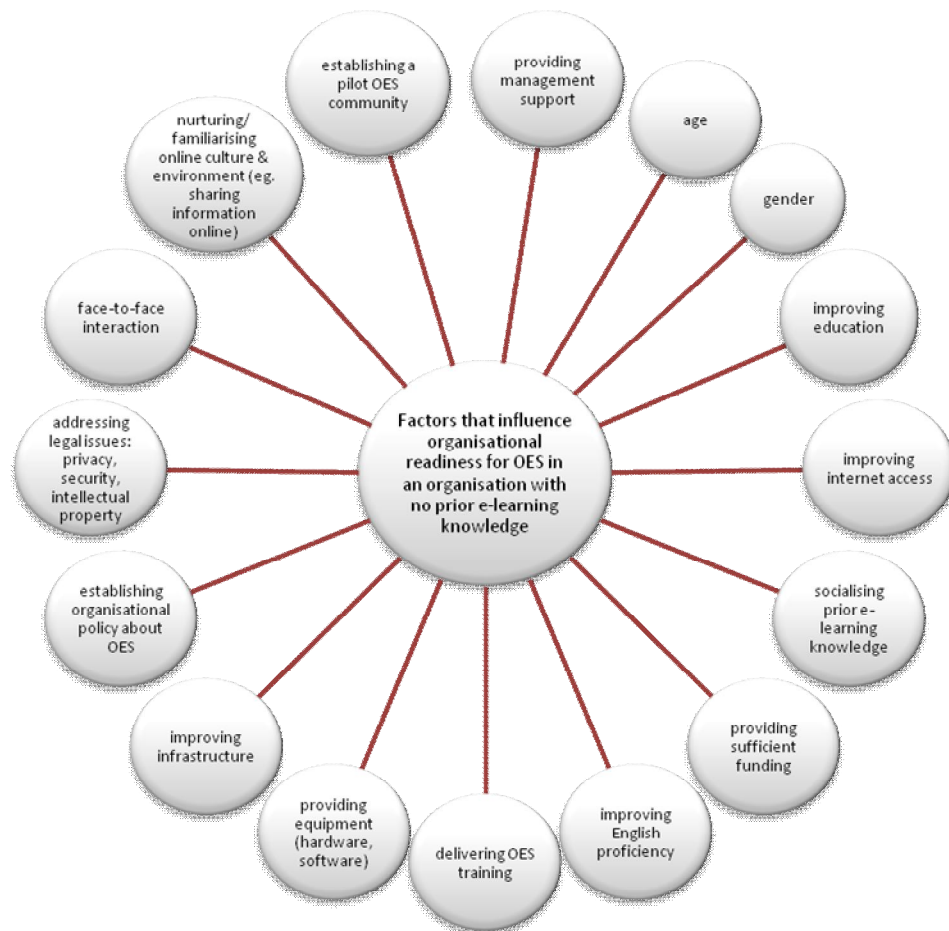 establishing a
pilot OES
community
providing
management
support
age
gender
improving
education
improving
internet access
socialising
prior e-
learning
knowledge
providing
sufficient
funding
improving
English
proficiency
delivering OES
training
providing
equipment
(hardware,
software)
improving
infrastructure
establishing
organisational
policy about
OES
addressing
legal issues:
privacy,
security,
intellectual
property
face-to-face
interaction
nurturing/
familiarising
online culture &
environment (eg.
sharing
information
online)
Factors that influence
organisational
readiness for OES in
an organisation with
no prior e-learning
knowledge